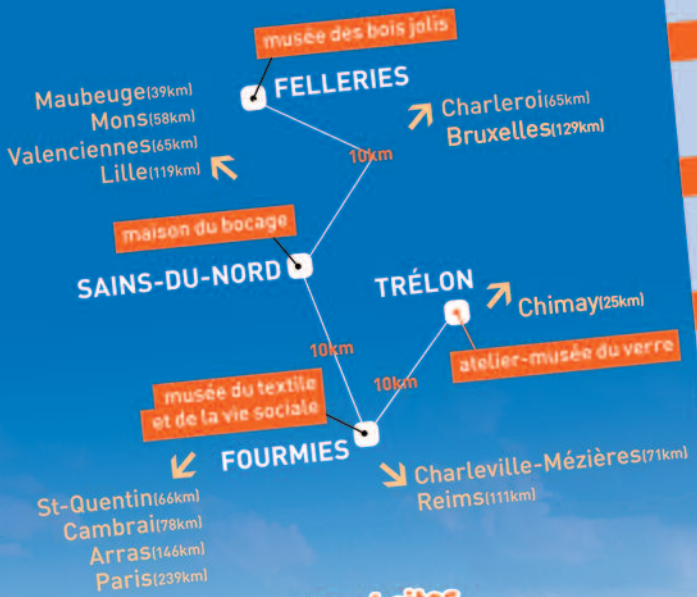 musée des bois jolis
FELLERIES
Maubeuge(39km)
Mons(58km)
Valenciennes(65km)
Lille(119km)
Charleroi(65km)
Bruxelles(129km)
10km
maison du bocage
SAINS-DU-NORD
TRÉLON
Chimay(25km)
atelier-musée du verre
10km
10km
musée du textile
et de la vie sociale
FOURMIES
Charleville-Mézières(71km)
Reims(111km)
St-Quentin(66km)
Cambrai(78km)
Arras(146km)
Paris(239km)